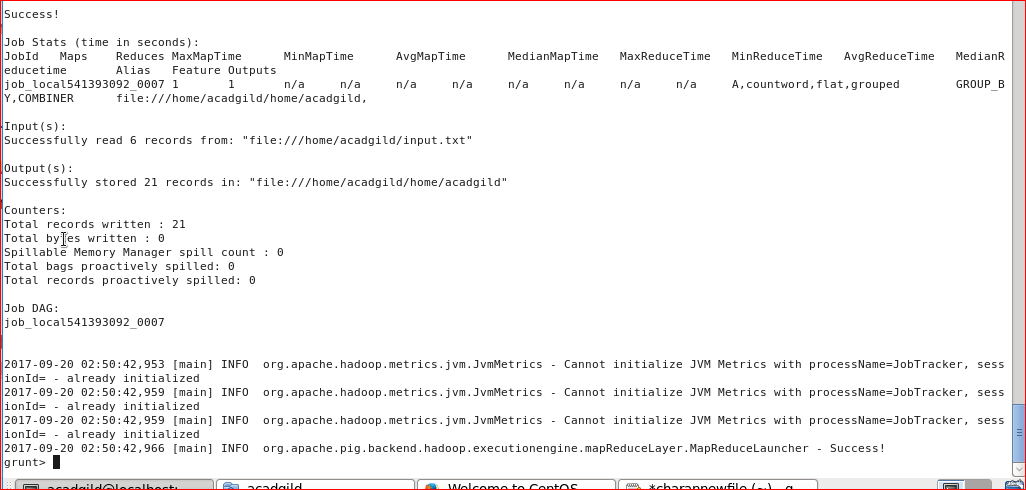 Success!
Job Stats (time in seconds):
JobId Maps Reduces MaxMapTime MinMapTime AvgMapTime MedianMapTime MaxReduceTime MinReduceTime AvgReduceTime MedianR
educetime Alias Feature Outputs
job_local541393092_0007 1 1 n/a n/a n/a n/a n/a n/a n/a n/a A,countword,flat,grouped GROUP_B
Y,COMBINER file:///home/acadgild/home/acadgild,
Input(s):
Successfully read 6 records from: "file:///home/acadgild/input.txt"
Output(s):
Successfully stored 21 records in: "file:///home/acadgild/home/acadgild"
Counters:
Total records written : 21
Total bytes written : 0
Spillable Memory Manager spill count : 0
Total bags proactively spilled: 0
Total records proactively spilled: 0
Job DAG:
job_local541393092_0007
2017-09-20 02:50:42,953 [main] INFO org.apache.hadoop.metrics.jvm.JvmMetrics - Cannot initialize JVM Metrics with processName=JobTracker, sess
ionId= - already initialized
2017-09-20 02:50:42,959 [main] INFO org.apache.hadoop.metrics.jvm.JvmMetrics - Cannot initialize JVM Metrics with processName=JobTracker, sess
ionId= - already initialized
2017-09-20 02:50:42,959 [main] INFO org.apache.hadoop.metrics.jvm.JvmMetrics - Cannot initialize JVM Metrics with processName=JobTracker, sess
ionId= - already initialized
2017-09-20 02:50:42,966 [main] INFO org.apache.pig.backend.hadoop.executionengine.mapReduceLayer.MapReduceLauncher - Success!
grunt>
acadgild@localhost: acadgild Welcome to CentOS *charannewfile (~) - g